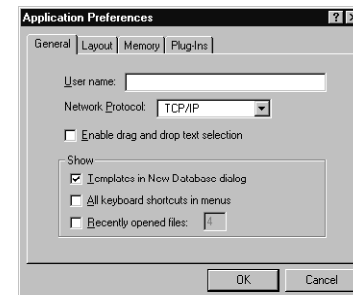 Application Preferences
General Layout Memory Plug-Ins
User name:
Network Protocol: TCP/IP
Enable drag and drop text selection
Show
Templates in New Database dialog
All keyboard shortcuts in menus
Recently opened files: 4
OK Cancel